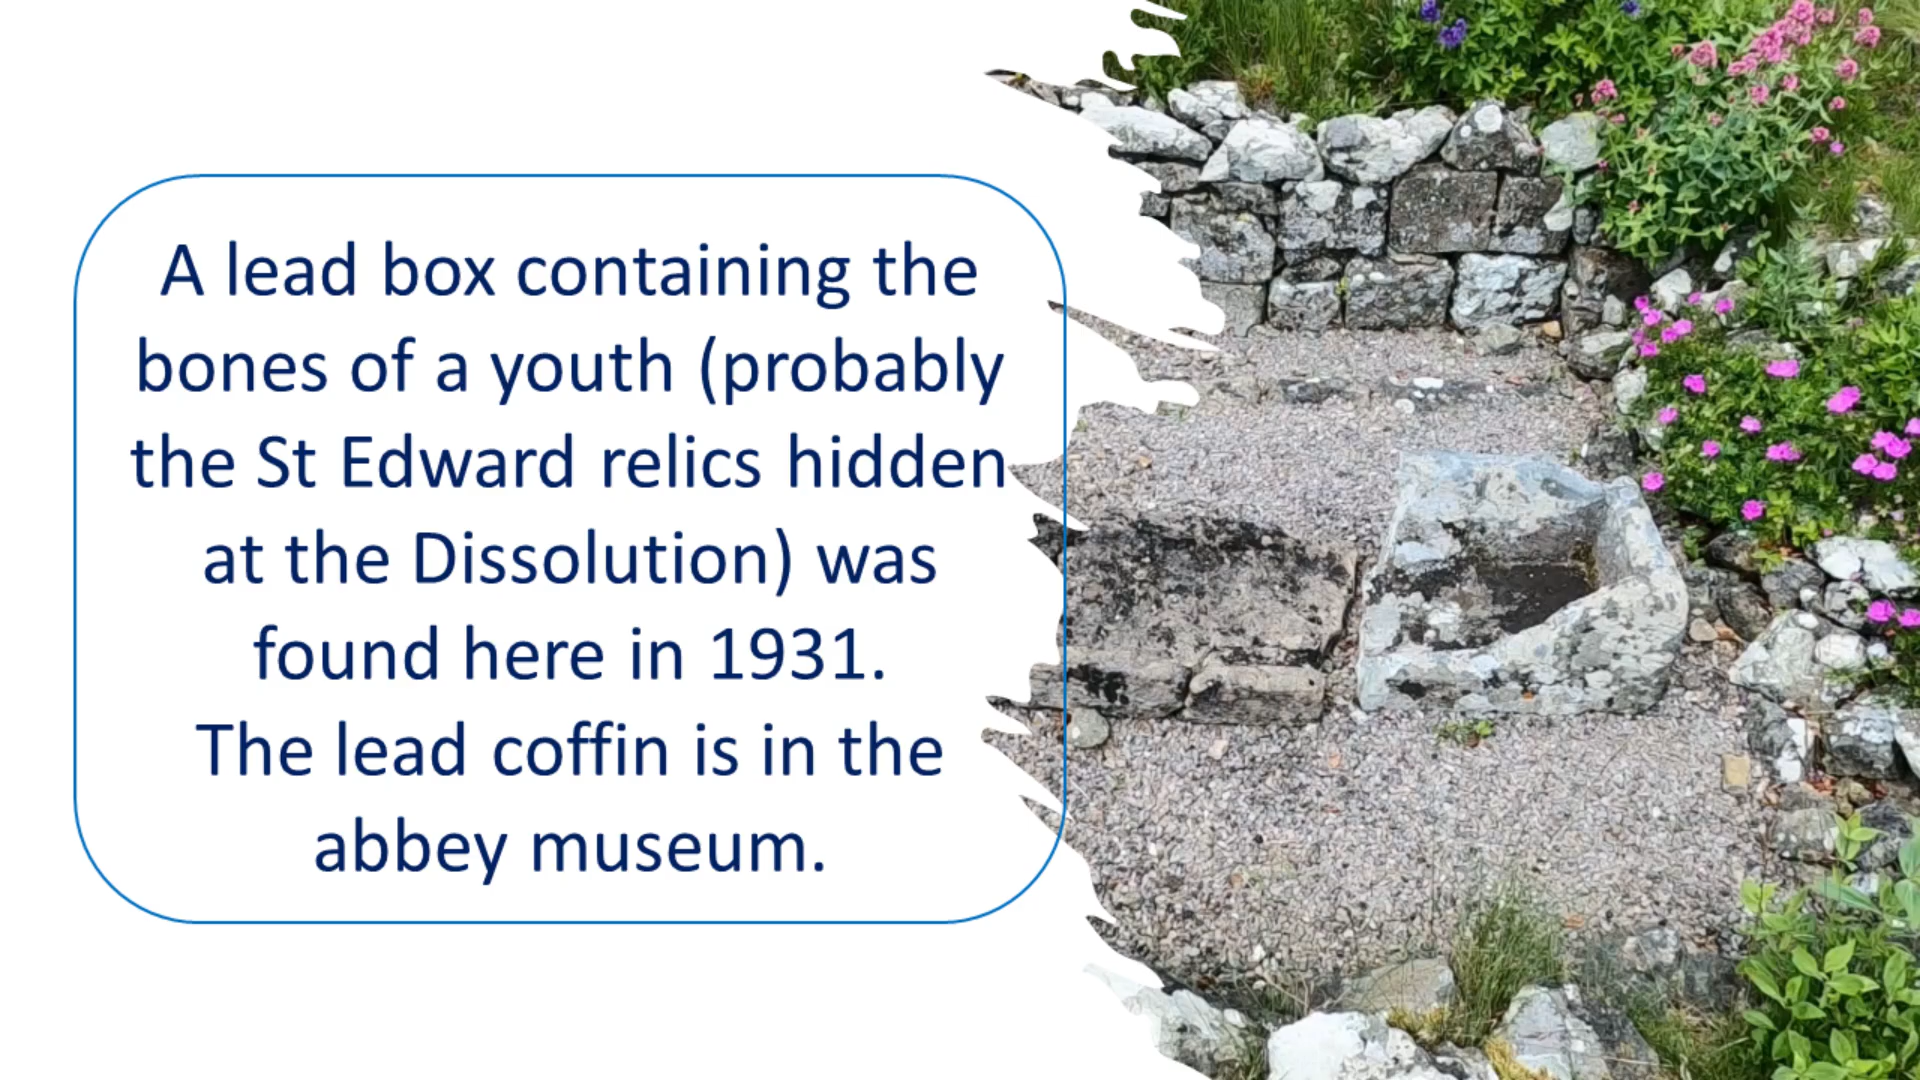 A lead box containing the
bones of a youth (probably
the St Edward relics hidden
at the Dissolution) was
found here in 1931.
The lead coffin is in the
abbey museum.